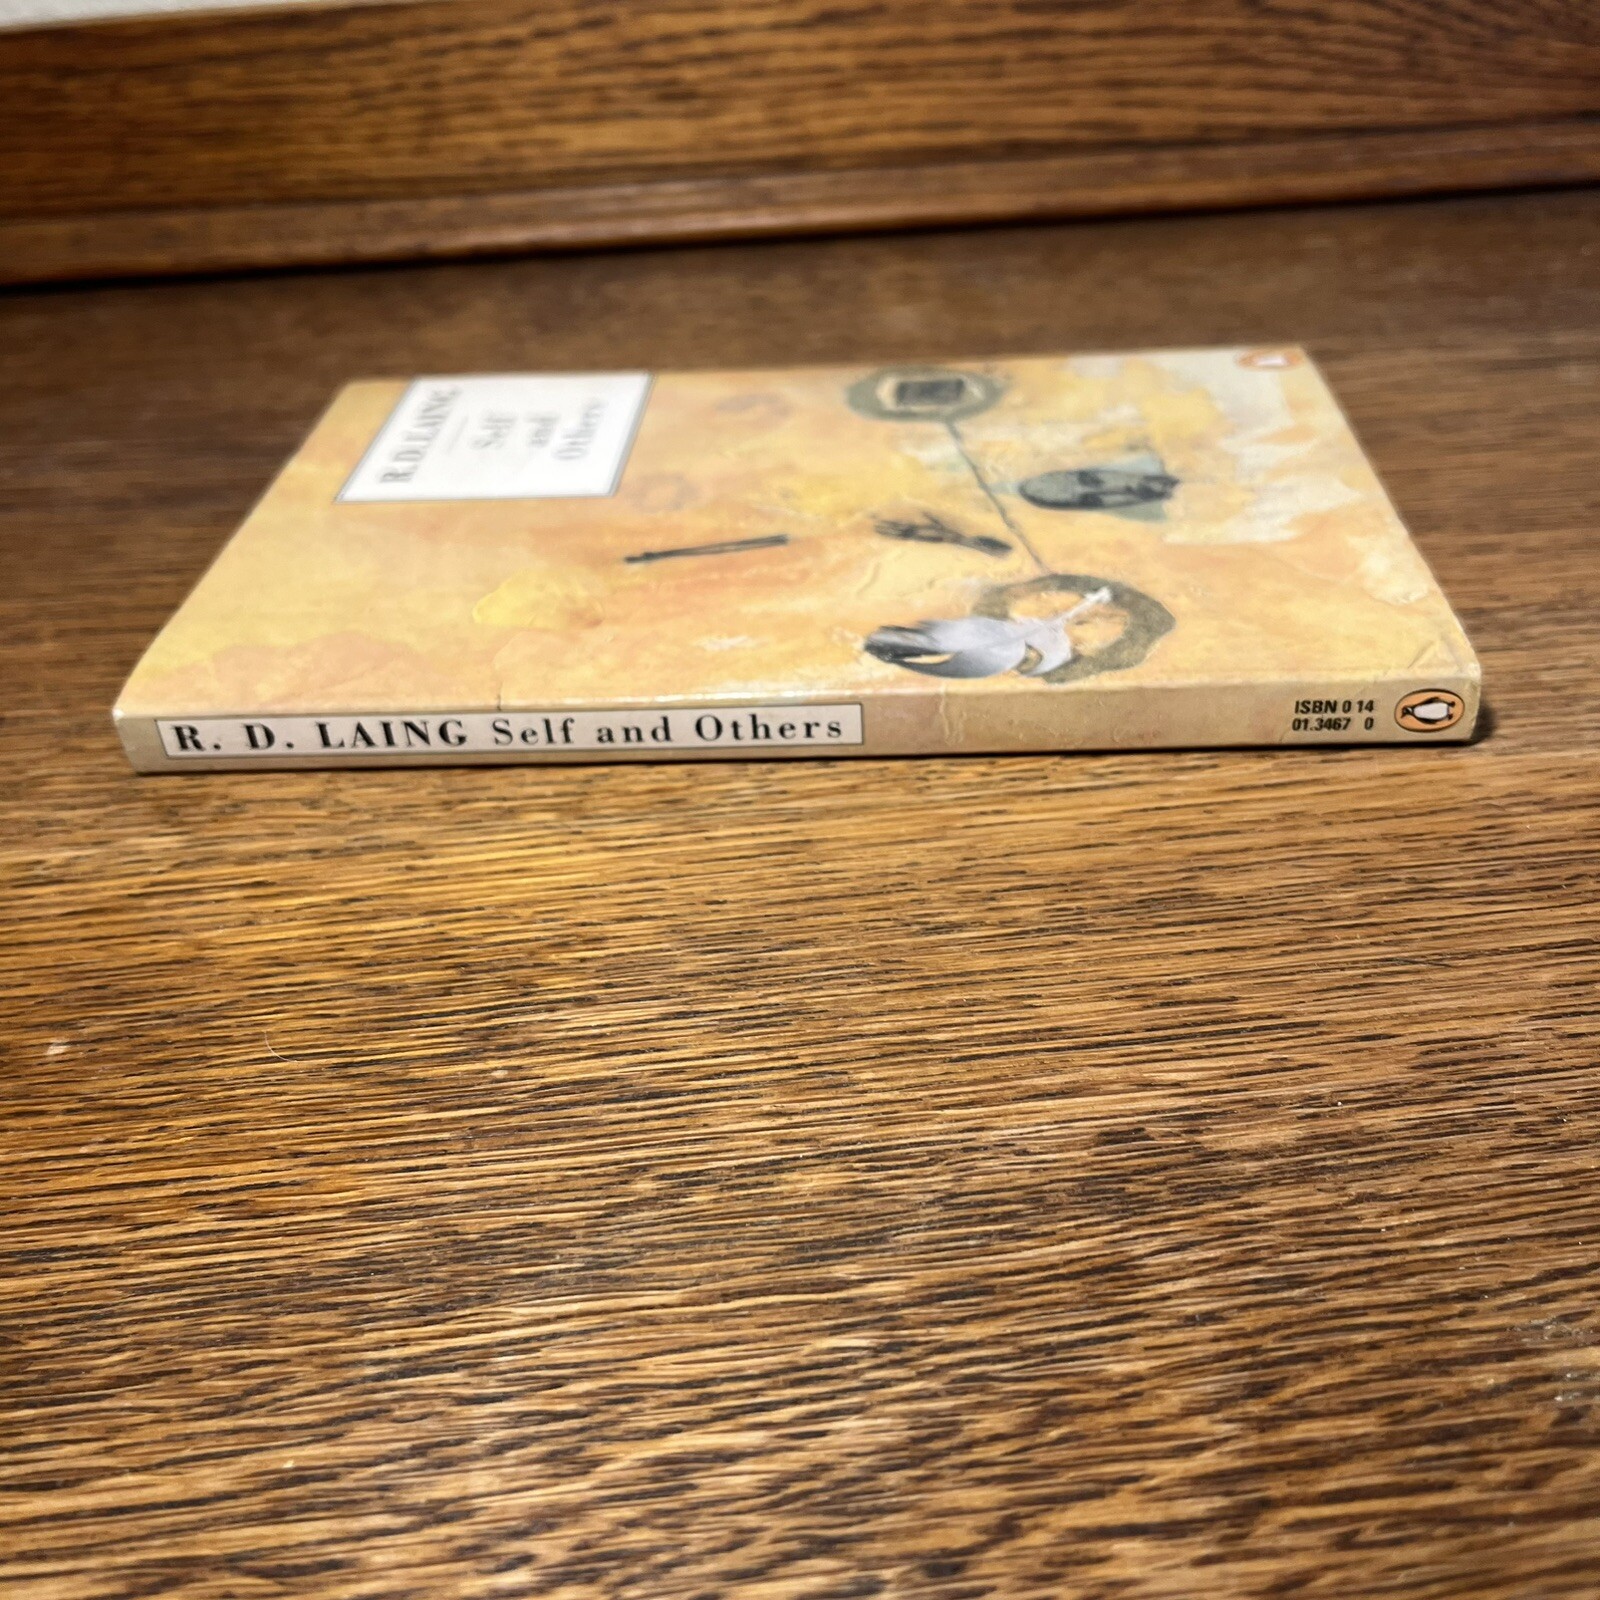 R.D.LAING
Self
and
Others
R. D. LAING Self and Others
ISBN 0 14
01.3467 0